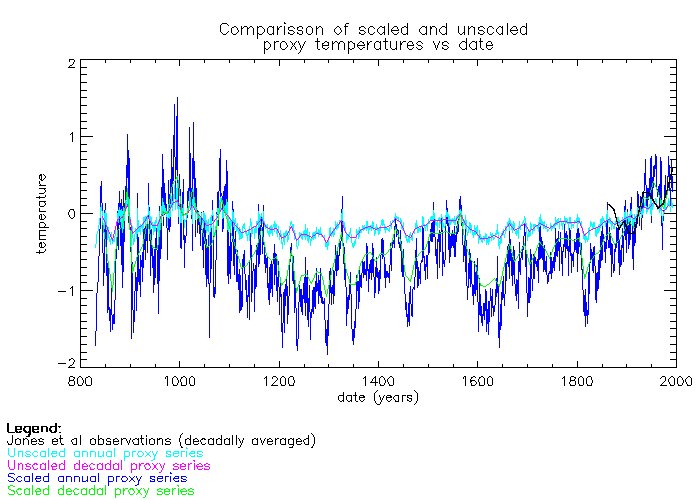 Comparisson of scaled and unscaled
proxy temperatures vs date
2
1
0
-1
-2
temperature
800 1000 1200 1400 1600 1800 2000
date (years)
Legend:
Jones et al observations (decadally averaged)
Unscaled annual proxy series
Unscaled decadal proxy series
Scaled annual proxy series
Scaled decadal proxy series